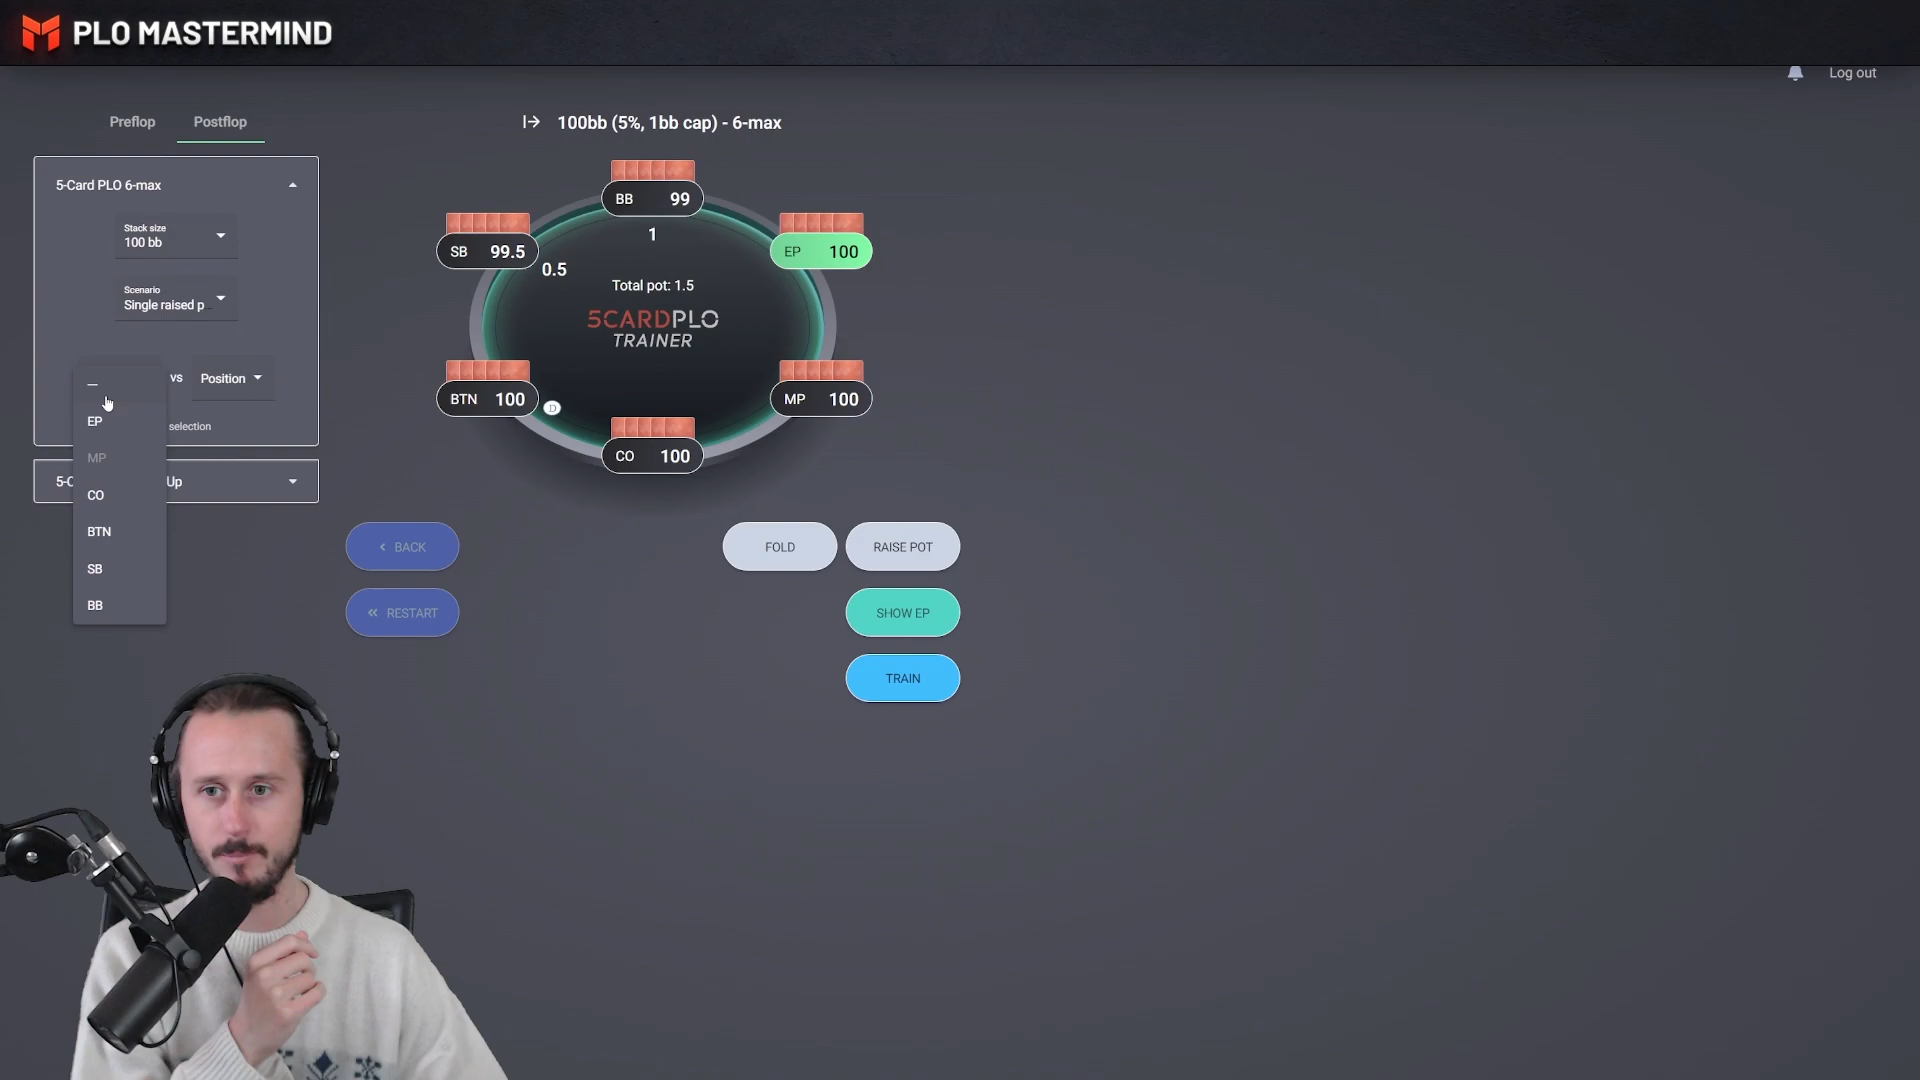 PLO MASTERMIND
Log out
Preflop
Postflop
100bb (5%, 1bb cap) - 6-max
5-Card PLO 6-max
Stack size
100 bb
Scenario
Single raised p
vs
Position
selection
—
EP
MP
CO
BTN
SB
BB
5-C
Up
BB 99
1
SB 99.5
0.5
EP 100
Total pot: 1.5
5CARDPLO
TRAINER
BTN 100
D
MP 100
CO 100
BACK
FOLD
RAISE POT
RESTART
SHOW EP
TRAIN